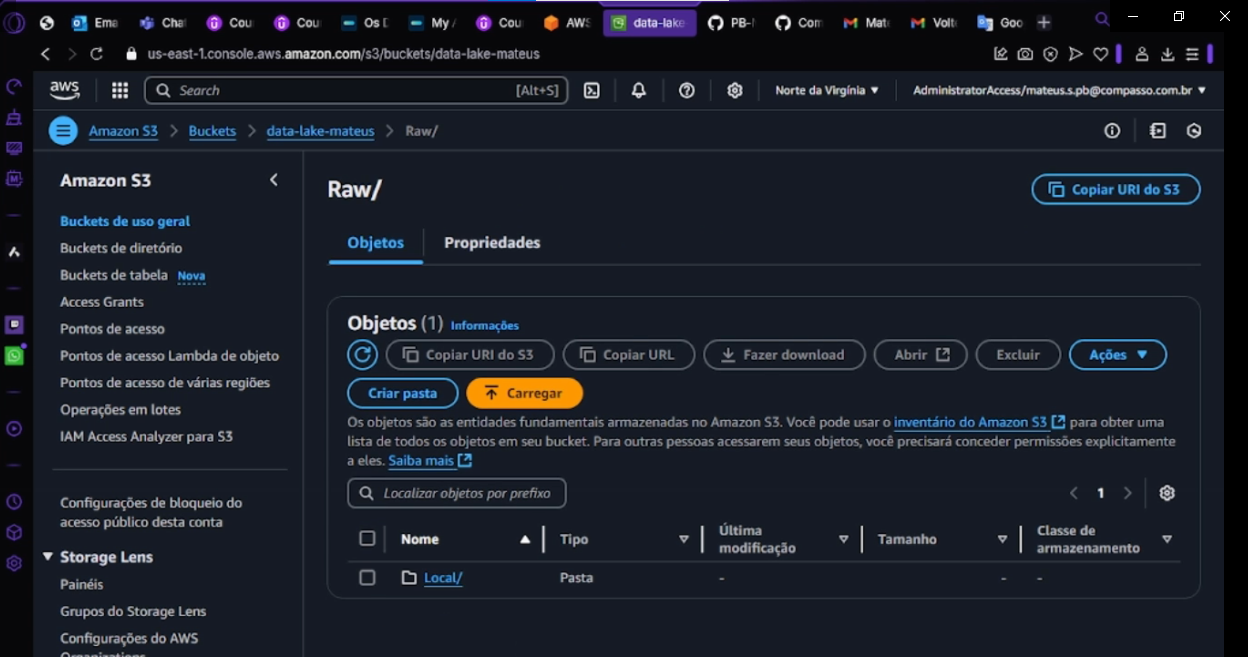 Ema
Cha
Cou
Cou
Os D
My A
Cou
AWS
data-lake
PB-
Com
Mat
Volt
Goo
us-east-1.console.aws.amazon.com/s3/buckets/data-lake-mateus
aws
Search
[Alt+S]
Norte da Virgínia ▼
AdministratorAccess/mateus.s.pb@compasso.com.br ▼
Amazon S3 > Buckets > data-lake-mateus > Raw/
Amazon S3
Buckets de uso geral
Buckets de diretório
Buckets de tabela Nova
Access Grants
Pontos de acesso
Pontos de acesso Lambda de objeto
Pontos de acesso de várias regiões
Operações em lotes
IAM Access Analyzer para S3
Configurações de bloqueio do
acesso público desta conta
▼ Storage Lens
Painéis
Grupos do Storage Lens
Configurações do AWS
Organizations
Raw/
Copiar URI do S3
Objetos
Propriedades
Objetos (1) Informações
Copiar URI do S3
Copiar URL
Fazer download
Abrir
Excluir
Ações ▼
Criar pasta
Carregar
Os objetos são as entidades fundamentais armazenadas no Amazon S3. Você pode usar o inventário do Amazon S3 para obter uma
lista de todos os objetos em seu bucket. Para outras pessoas acessarem seus objetos, você precisará conceder permissões explicitamente
a eles. Saiba mais
Localizar objetos por prefixo
1
Nome
Tipo
Última
modificação
Tamanho
Classe de
armazenamento
Local/
Pasta
-
-
-